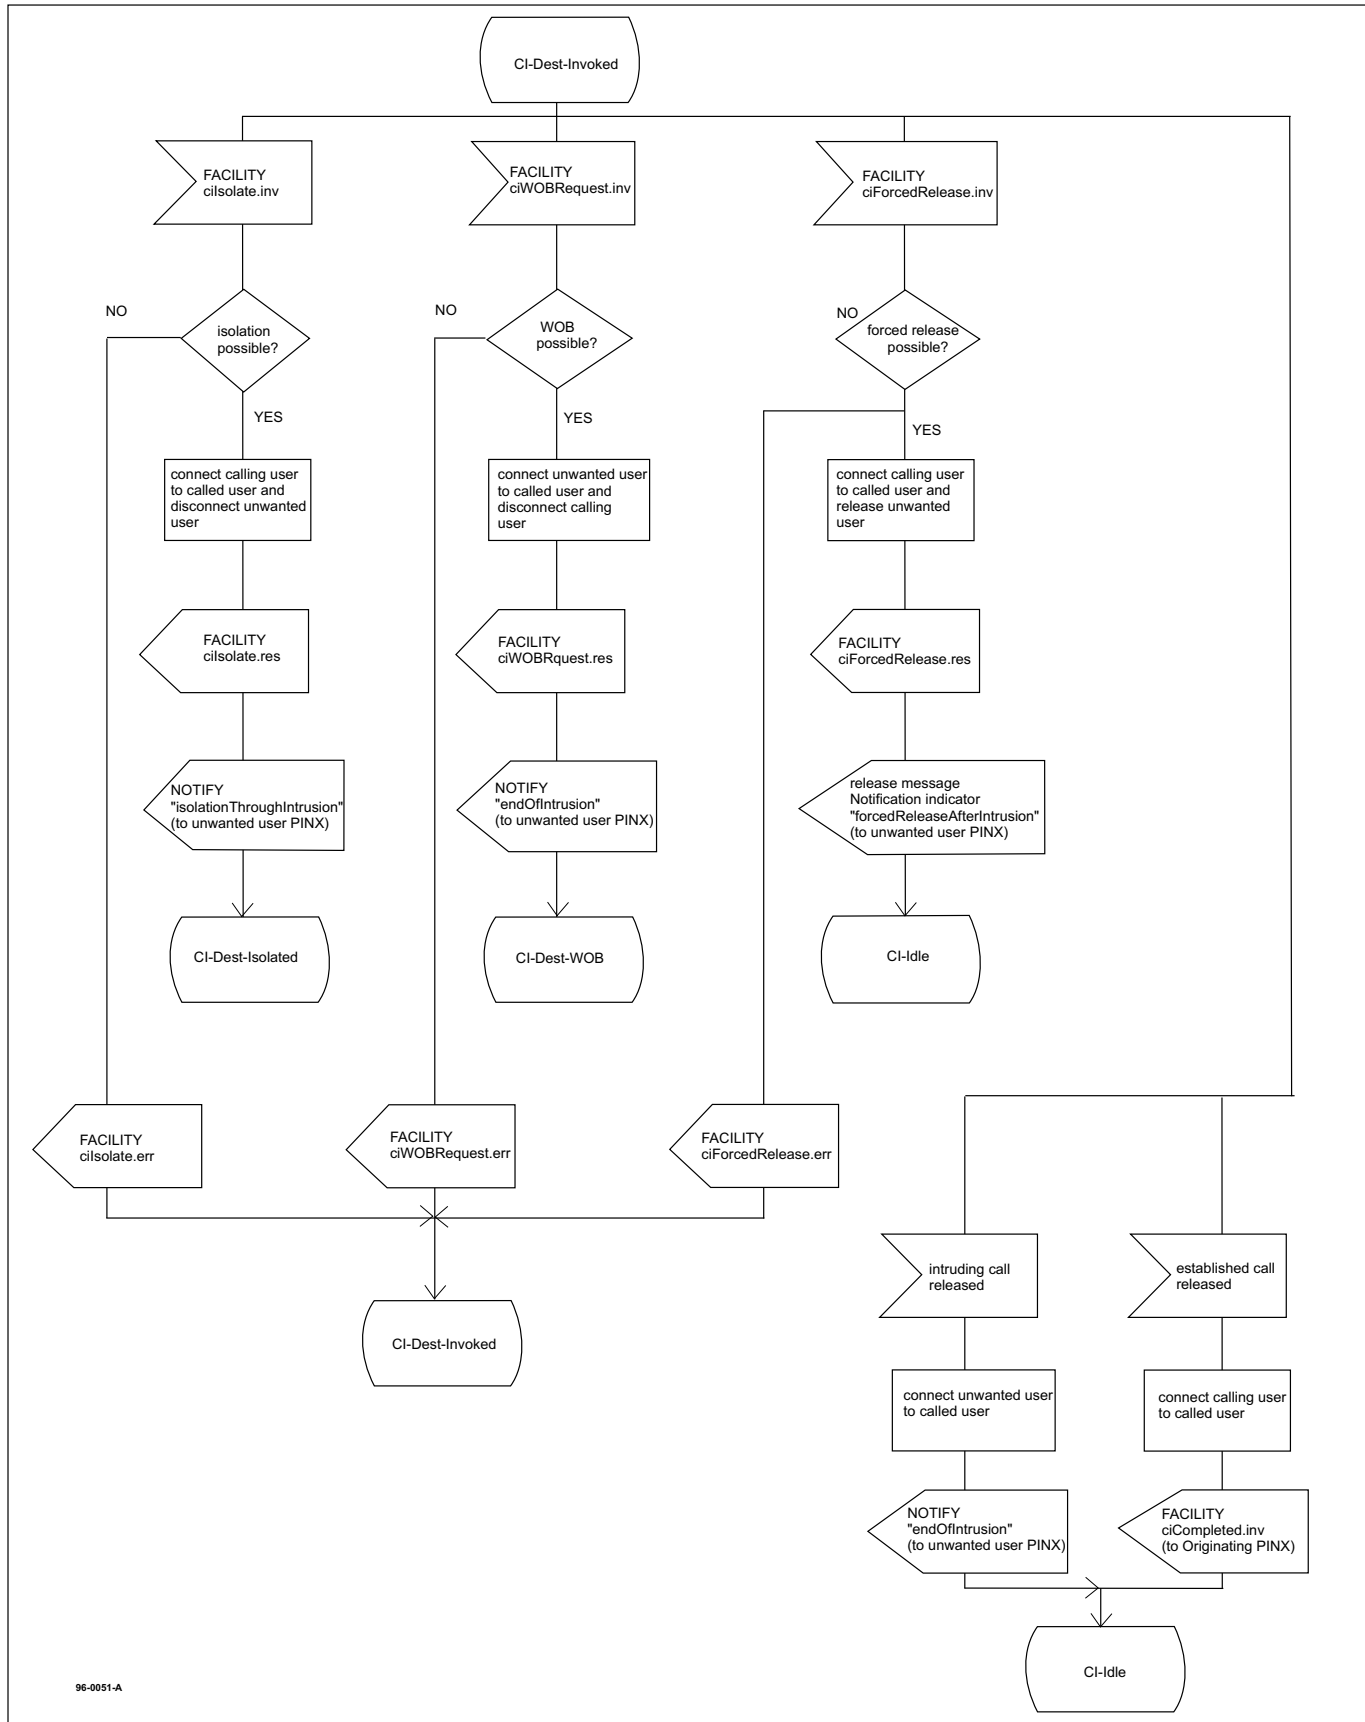 CI-Dest-Invoked
FACILITY
ciIsolate.inv
FACILITY
ciWOBRequest.inv
FACILITY
ciForcedRelease.inv
NO
isolation
possible?
YES
NO
WOB
possible?
YES
NO
forced release
possible?
YES
connect calling user
to called user and
disconnect unwanted
user
connect unwanted user
to called user and
disconnect calling
user
connect calling user
to called user and
release unwanted
user
FACILITY
ciIsolate.res
FACILITY
ciWOBRquest.res
FACILITY
ciForcedRelease.res
NOTIFY
"isolationThroughIntrusion"
(to unwanted user PINX)
NOTIFY
"endOfIntrusion"
(to unwanted user PINX)
release message
Notification indicator
"forcedReleaseAfterIntrusion"
(to unwanted user PINX)
CI-Dest-Isolated
CI-Dest-WOB
CI-Idle
FACILITY
ciIsolate.err
FACILITY
ciWOBRequest.err
FACILITY
ciForcedRelease.err
CI-Dest-Invoked
intruding call
released
established call
released
connect unwanted user
to called user
connect calling user
to called user
NOTIFY
"endOfIntrusion"
(to unwanted user PINX)
FACILITY
ciCompleted.inv
(to Originating PINX)
CI-Idle
96-0051-A